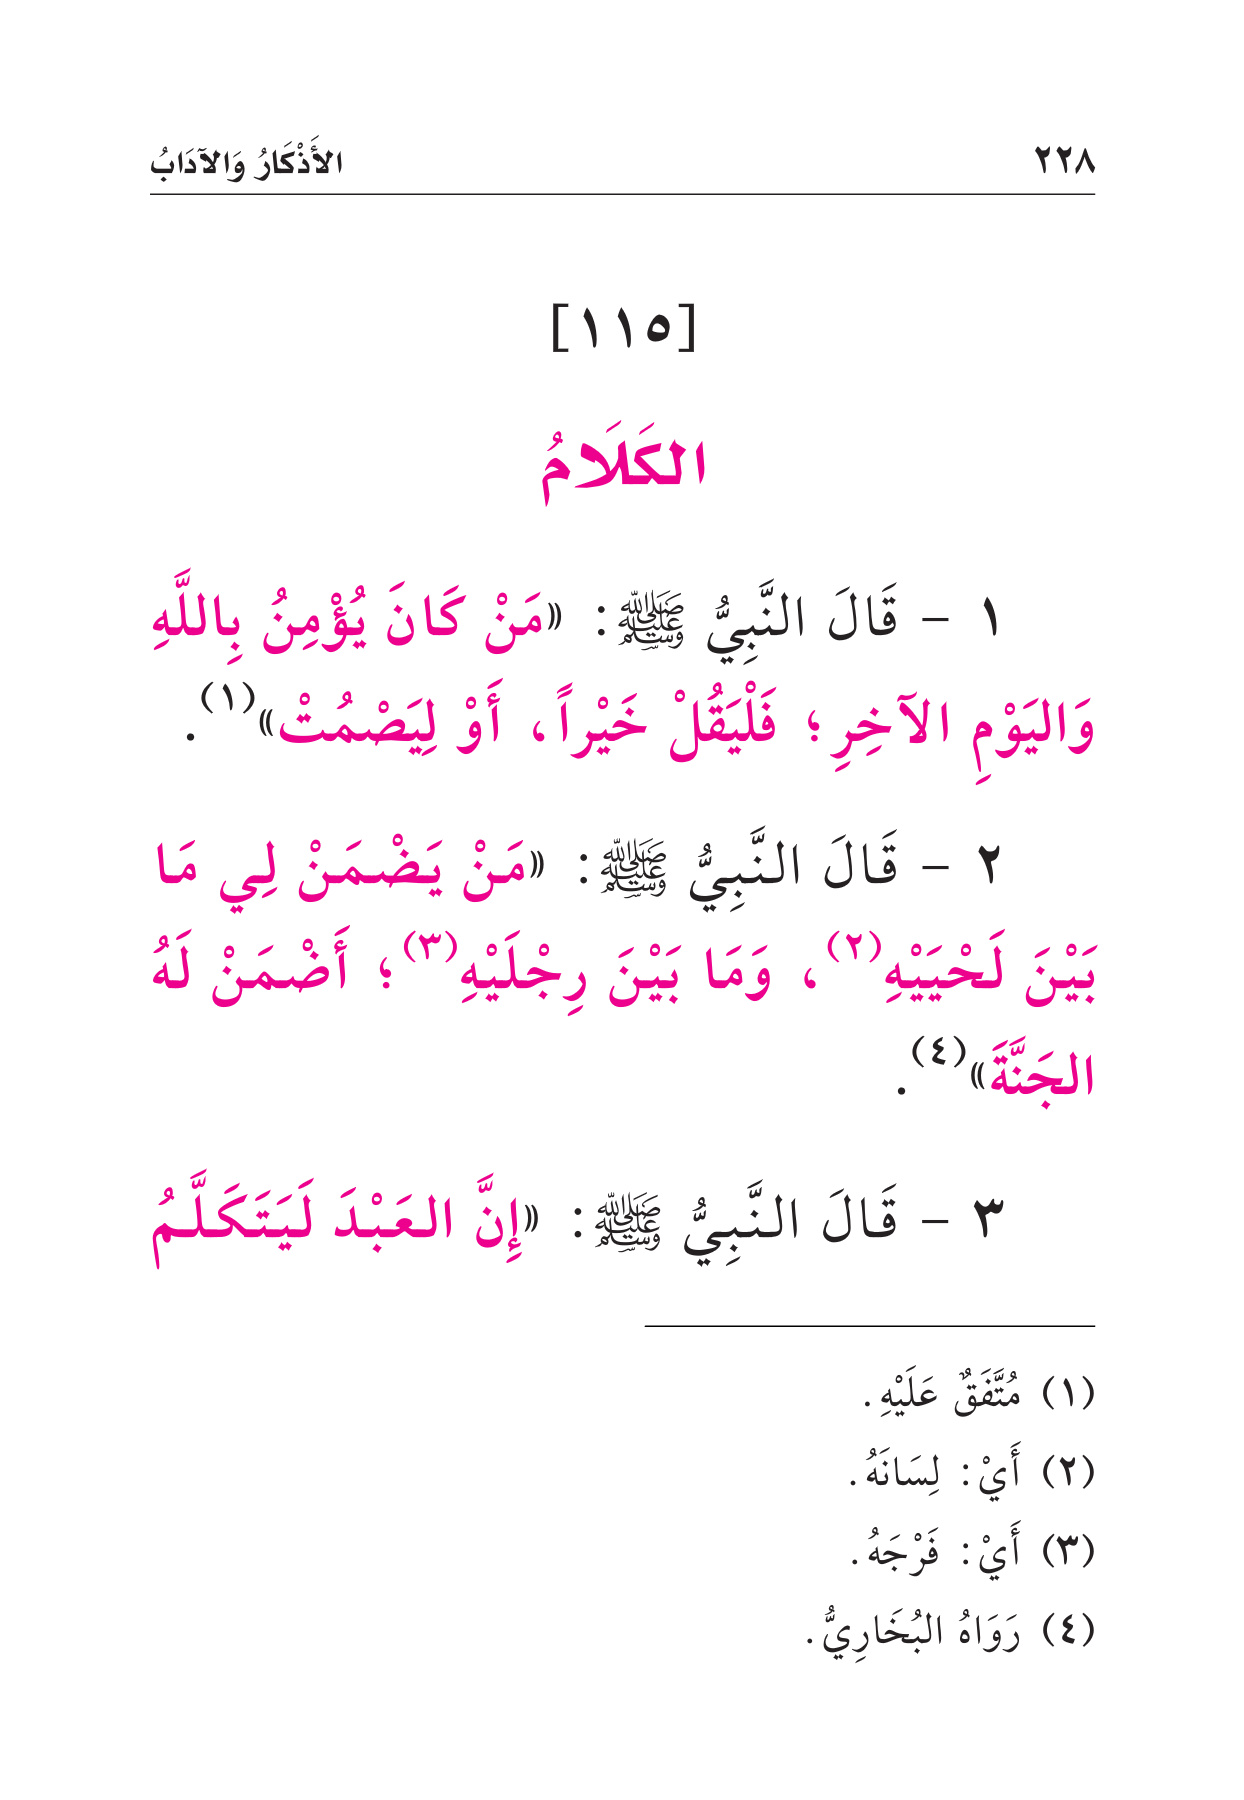 ٢٢٨ الأَذْكَارُ وَالآدَابُ
[١١٥]
الكَلَامُ
١ - قَالَ النَّبِيُّ ﷺ: «مَنْ كَانَ يُؤْمِنُ بِاللَّهِ
وَاليَوْمِ الآخِرِ؛ فَلْيَقُلْ خَيْراً، أَوْ لِيَصْمُتْ»(١).
٢ - قَالَ النَّبِيُّ ﷺ: «مَنْ يَضْمَنْ لِي مَا
بَيْنَ لَحْيَيْهِ(٢)، وَمَا بَيْنَ رِجْلَيْهِ(٣)؛ أَضْمَنْ لَهُ
الجَنَّةَ»(٤).
٣ - قَالَ النَّبِيُّ ﷺ: «إِنَّ العَبْدَ لَيَتَكَلَّمُ
(١) مُتَّفَقٌ عَلَيْهِ.
(٢) أَيْ: لِسَانَهُ.
(٣) أَيْ: فَرْجَهُ.
(٤) رَوَاهُ البُخَارِيُّ.